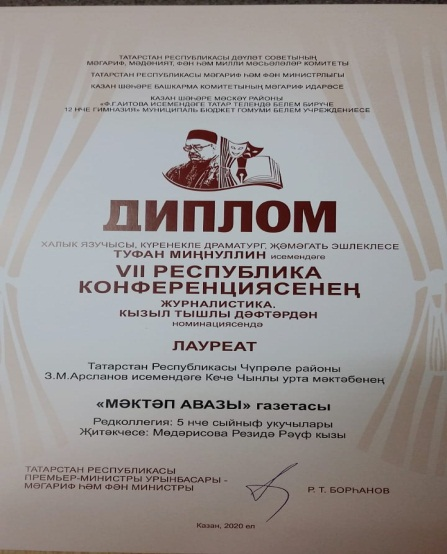 ТАТАРСТАН РЕСПУБЛИКАСЫ ДӘҮЛӘТ СОВЕТЫНЫҢ
МӘГАРИФ, МӘДӘНИЯТ, ФӘН ҺӘМ МИЛЛИ МӘСЬӘЛӘЛӘР КОМИТЕТЫ
ТАТАРСТАН РЕСПУБЛИКАСЫ МӘГАРИФ ҺӘМ ФӘН МИНИСТРЛЫГЫ
КАЗАН ШӘҺӘРЕ БАШКАРМА КОМИТЕТЫНЫҢ МӘГАРИФ ИДАРӘСЕ
КАЗАН ШӘҺӘРЕ МӘСКӘҮ РАЙОНЫ
«Ф.Г.АИТОВА ИСЕМЕНДӘГЕ ТАТАР ТЕЛЕНДӘ БЕЛЕМ БИРҮЧЕ
12 НЧЕ ГИМНАЗИЯ» МУНИЦИПАЛЬ БЮДЖЕТ ГОМУМИ БЕЛЕМ УЧРЕЖДЕНИЕСЕ
ДИПЛОМ
ХАЛЫК ЯЗУЧЫСЫ, КҮРЕНЕКЛЕ ДРАМАТУРГ, ҖӘМӘГАТЬ ЭШЛЕКЛЕСЕ
ТУФАН МИҢНУЛЛИН исемендәге
VII РЕСПУБЛИКА
КОНФЕРЕНЦИЯСЕНЕҢ
ЖУРНАЛИСТИКА.
КЫЗЫЛ ТЫШЛЫ ДӘФТӘРДӘН
номинациясендә
ЛАУРЕАТ
Татарстан Республикасы Чүпрәле районы
З.М.Арсланов исемендәге Кече Чынлы урта мәктәбенең
«МӘКТӘП АВАЗЫ» газетасы
Редколлегия: 5 нче сыйныф укучылары
Җитәкчесе: Мөдәрисова Резидә Рәүф кызы
ТАТАРСТАН РЕСПУБЛИКАСЫ
ПРЕМЬЕР-МИНИСТРЫ УРЫНБАСАРЫ -
МӘГАРИФ ҺӘМ ФӘН МИНИСТРЫ
Р. Т. БОРҺАНОВ
Казан, 2020 ел